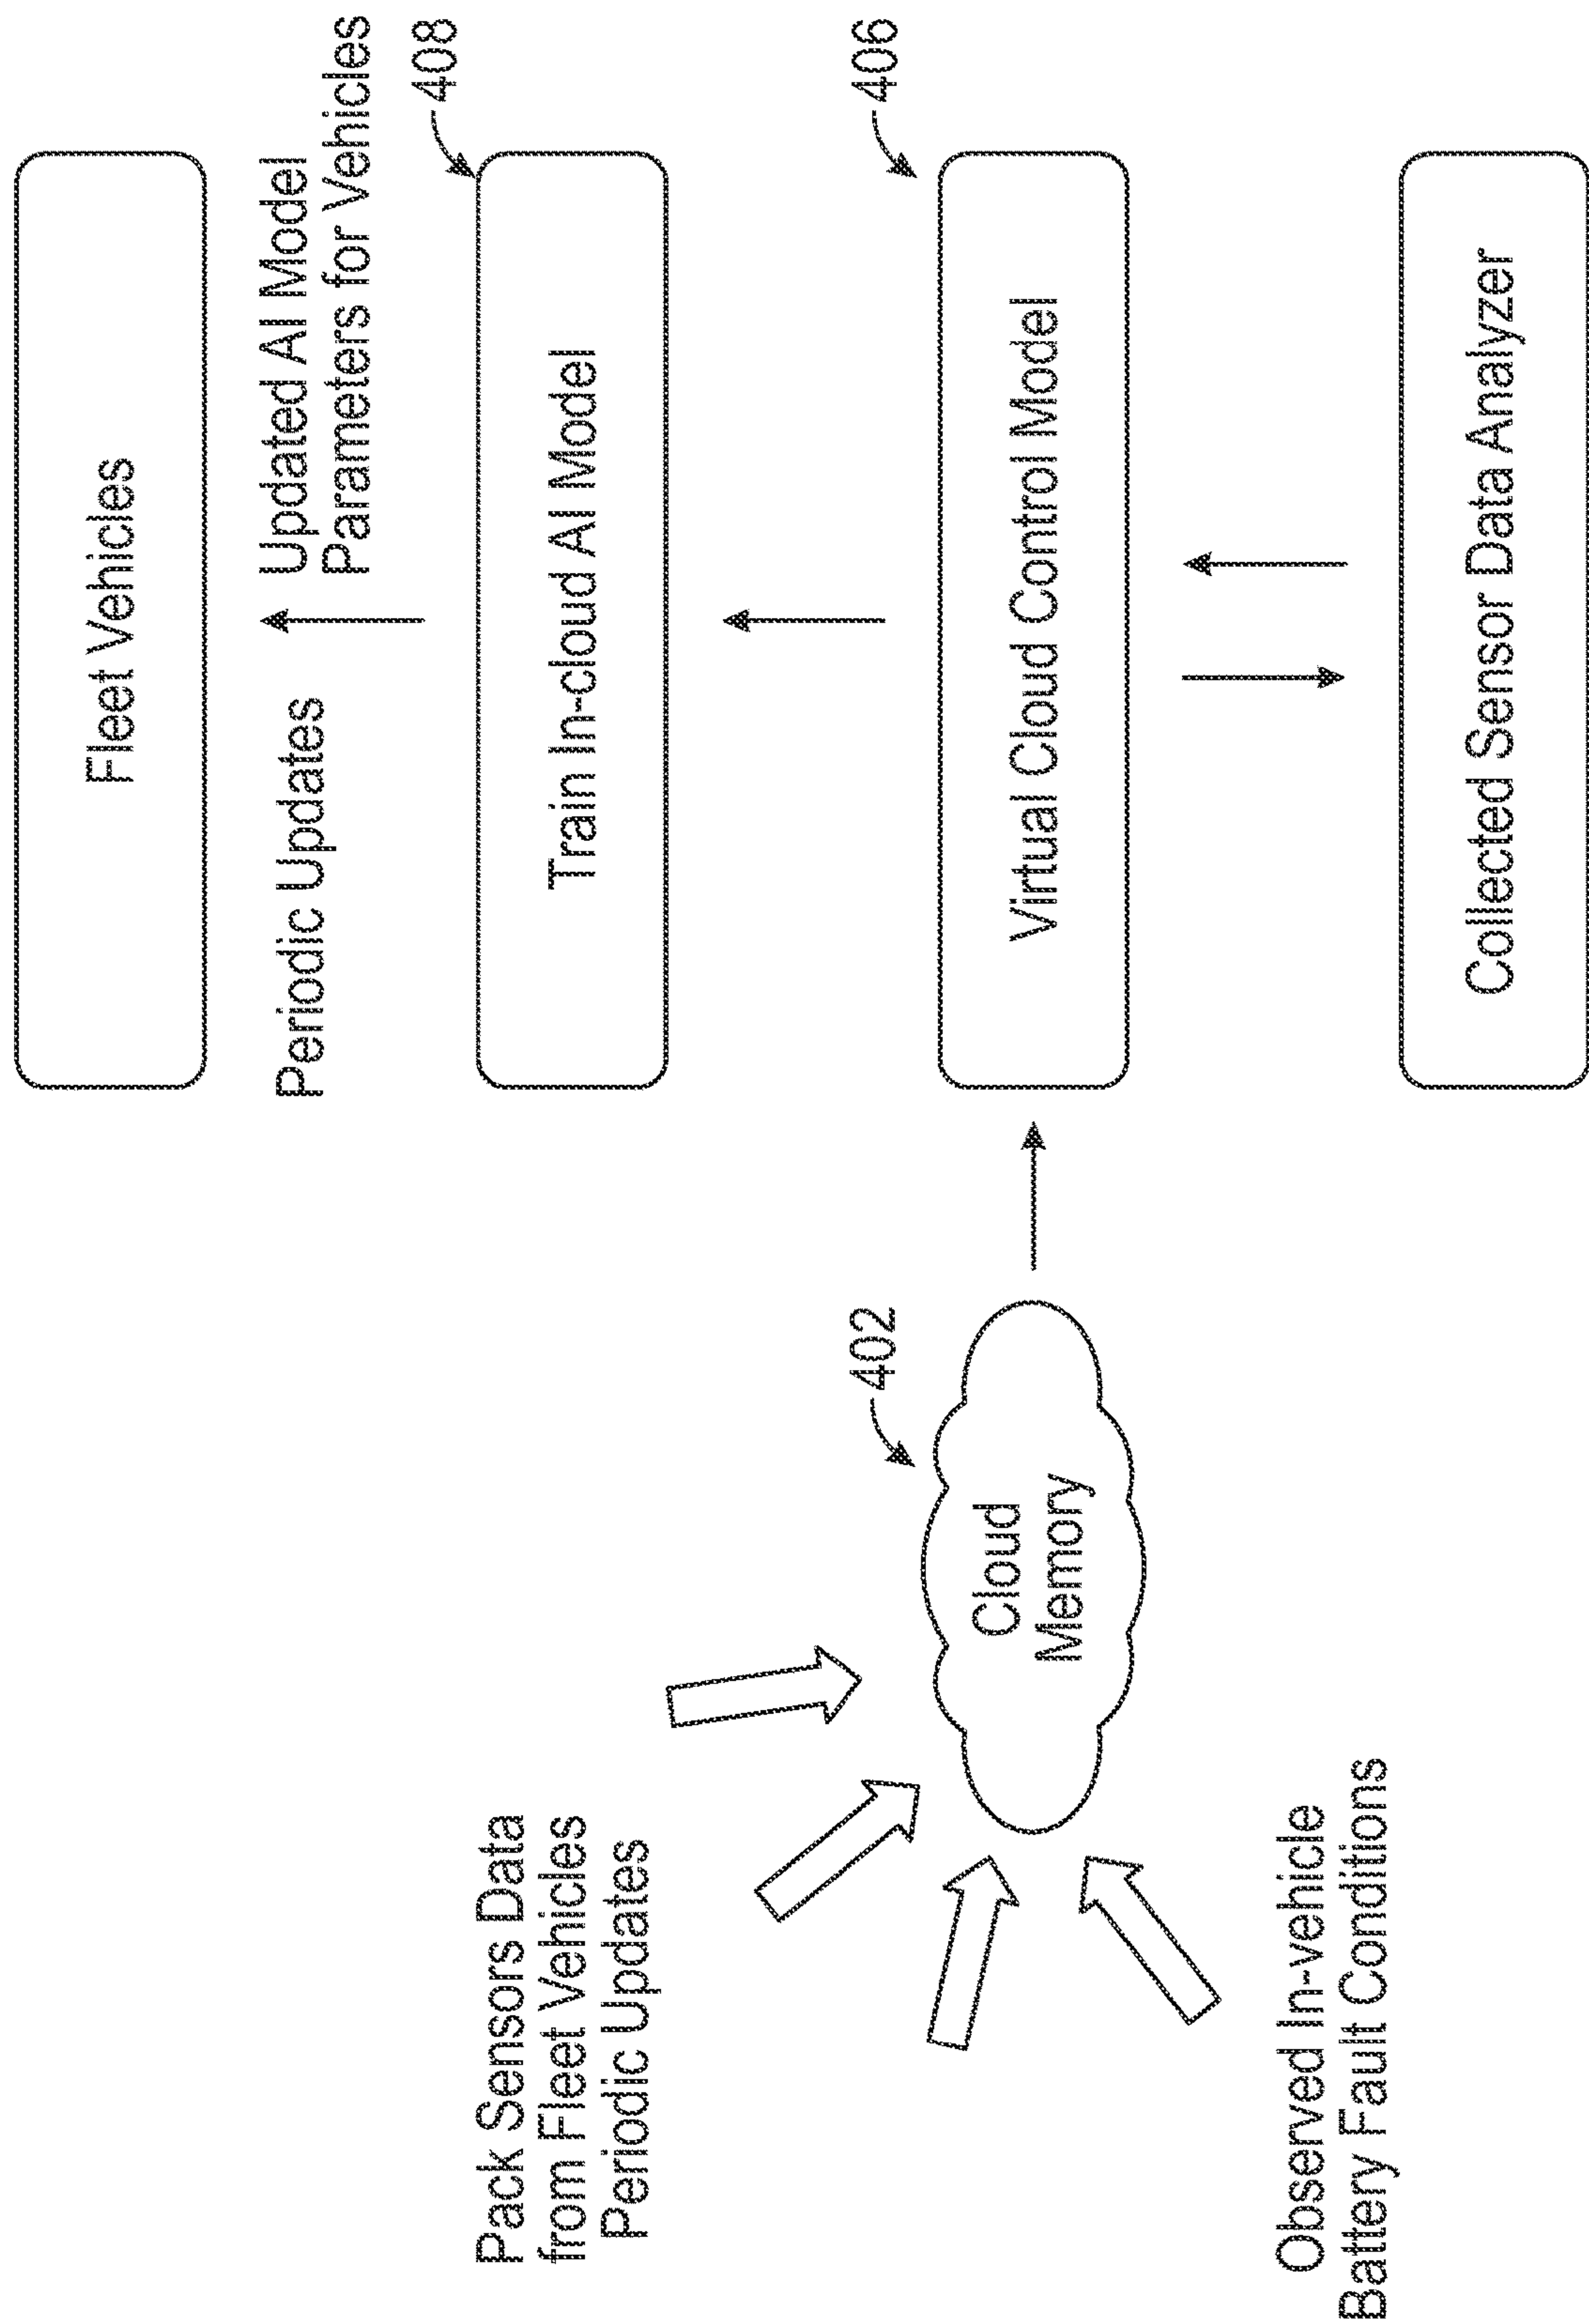 Fleet Vehicles
Periodic Updates
Updated AI Model
Parameters for Vehicles
408
Train In-cloud AI Model
Pack Sensors Data
from Fleet Vehicles
Periodic Updates
402
406
Cloud
Memory
Virtual Cloud Control Model
Observed In-vehicle
Battery Fault Conditions
Collected Sensor Data Analyzer